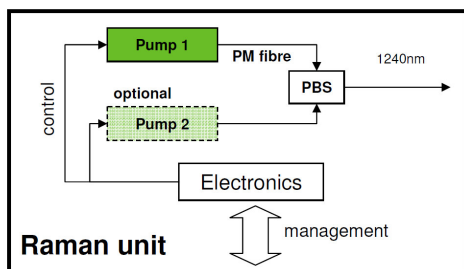 Pump 1
PM fibre
1240nm
PBS
optional
Pump 2
control
Electronics
management
Raman unit